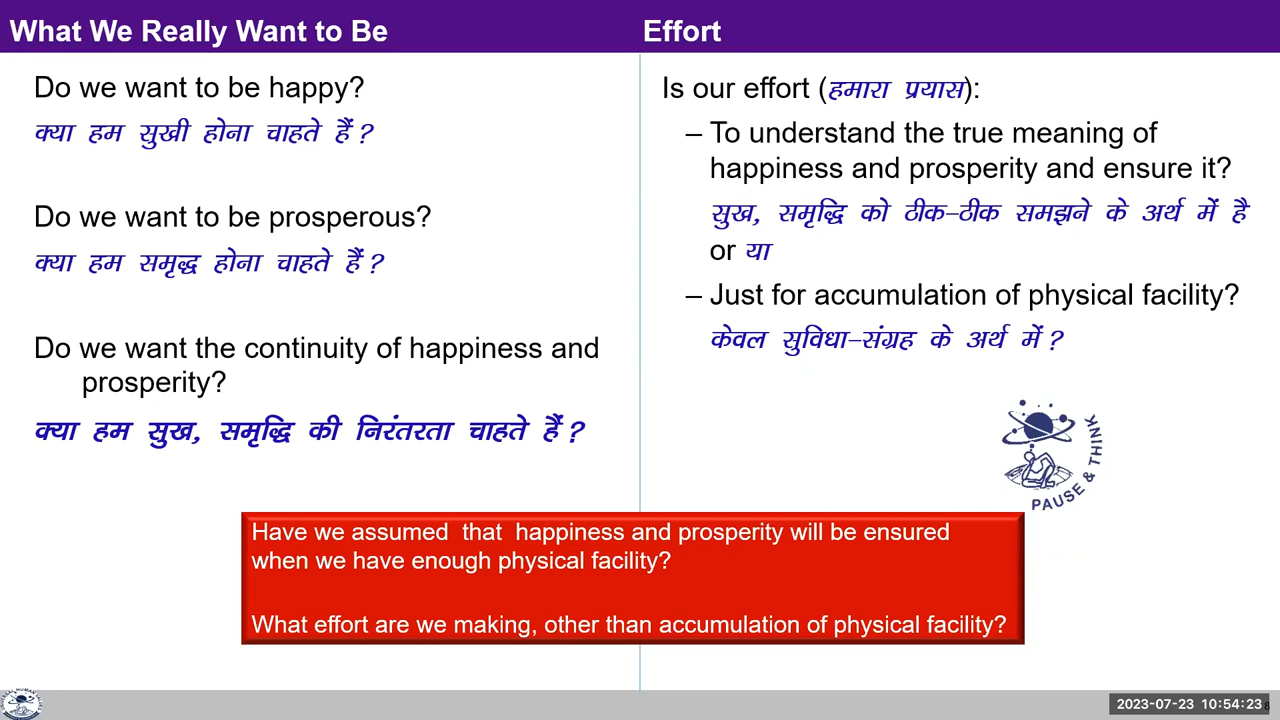 What We Really Want to Be
Do we want to be happy?
क्या हम सुखी होना चाहते हैं ?
Do we want to be prosperous?
क्या हम समृद्ध होना चाहते हैं ?
Do we want the continuity of happiness and
prosperity?
क्या हम सुख, समृद्धि की निरंतरता चाहते हैं ?
Effort
Is our effort (हमारा प्रयास):
– To understand the true meaning of
happiness and prosperity and ensure it?
सुख, समृद्धि को ठीक–ठीक समझने के अर्थ में है
or या
– Just for accumulation of physical facility?
केवल सुविधा–संग्रह के अर्थ में ?
PAUSE & THINK
Have we assumed that happiness and prosperity will be ensured
when we have enough physical facility?
What effort are we making, other than accumulation of physical facility?
2023-07-23 10:54:23
8